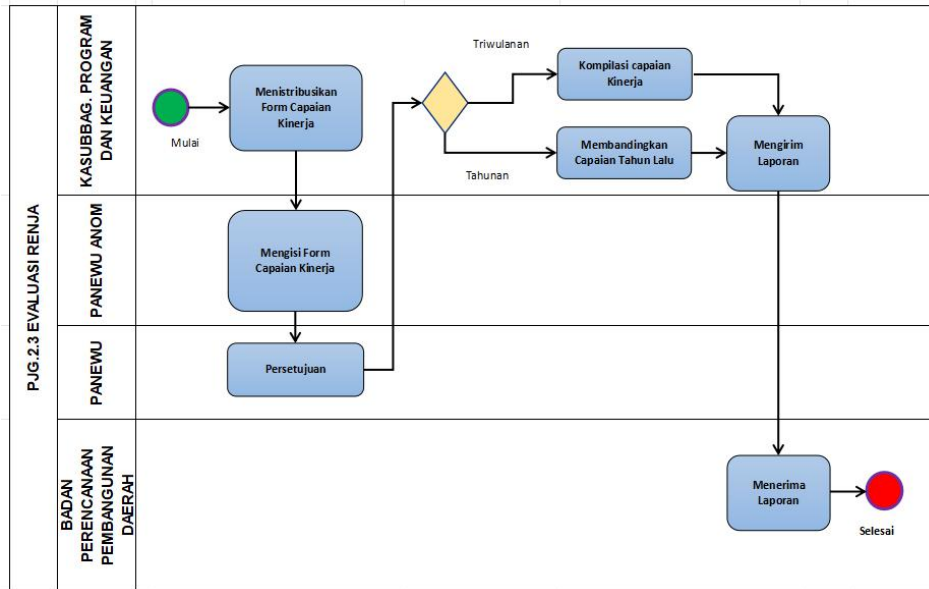 PJG.2.3 EVALUASI RENJA
KASUBBAG. PROGRAM
DAN KEUANGAN
Mulai
Menistribusikan
Form Capaian
Kinerja
Triwulanan
Tahunan
Kompilasi capaian
Kinerja
Membandingkan
Capaian Tahun Lalu
Mengirim
Laporan
PANEWU ANOM
Mengisi Form
Capaian Kinerja
PANEWU
Persetujuan
BADAN
PERENCANAAN
PEMBANGUNAN
DAERAH
Menerima
Laporan
Selesai